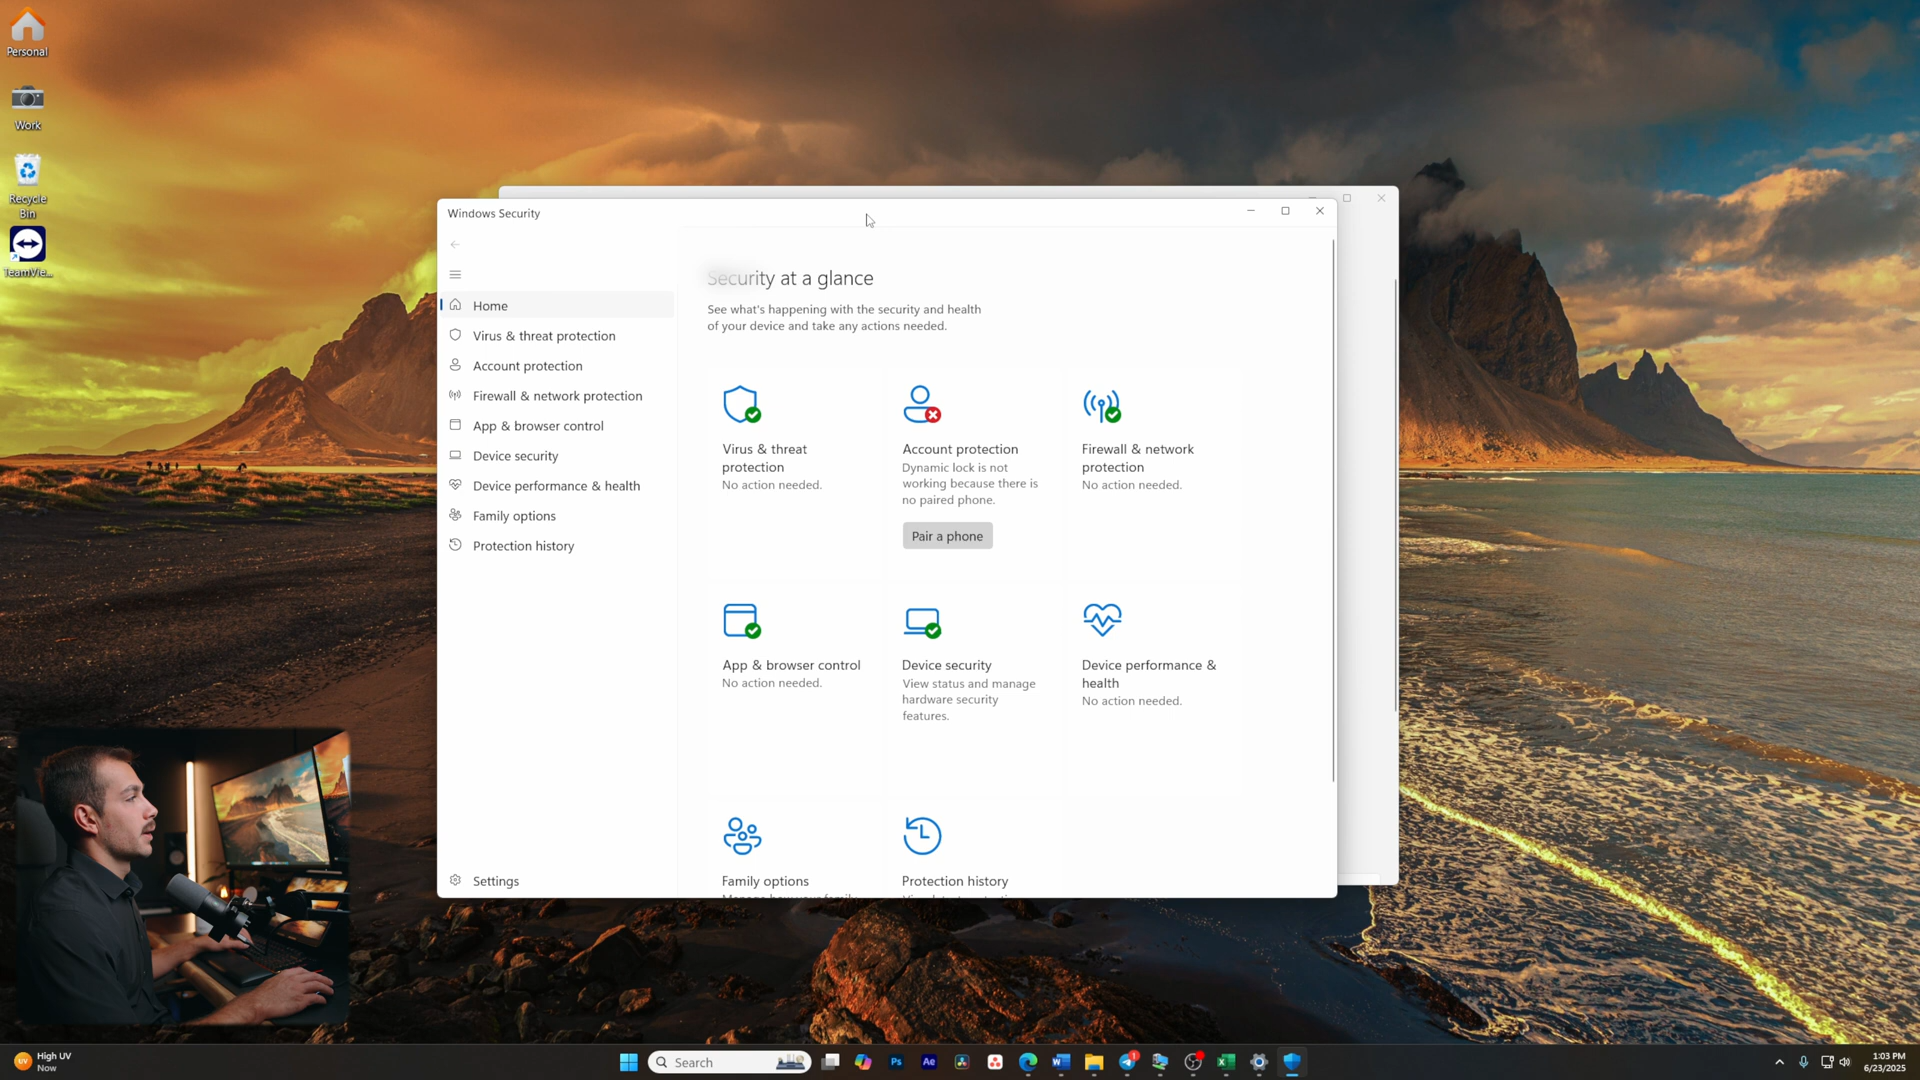 Personal
Work
Recycle
Bin
TeamVie...
Windows Security
Home
Virus & threat protection
Account protection
Firewall & network protection
App & browser control
Device security
Device performance & health
Family options
Protection history
Settings
Security at a glance
See what's happening with the security and health
of your device and take any actions needed.
Virus & threat
protection
No action needed.
Account protection
Dynamic lock is not
working because there is
no paired phone.
Pair a phone
Firewall & network
protection
No action needed.
App & browser control
No action needed.
Device security
View status and manage
hardware security
features.
Device performance &
health
No action needed.
Family options
Protection history
High UV
Now
Search
Ps
Ae
1:03 PM
6/23/2025